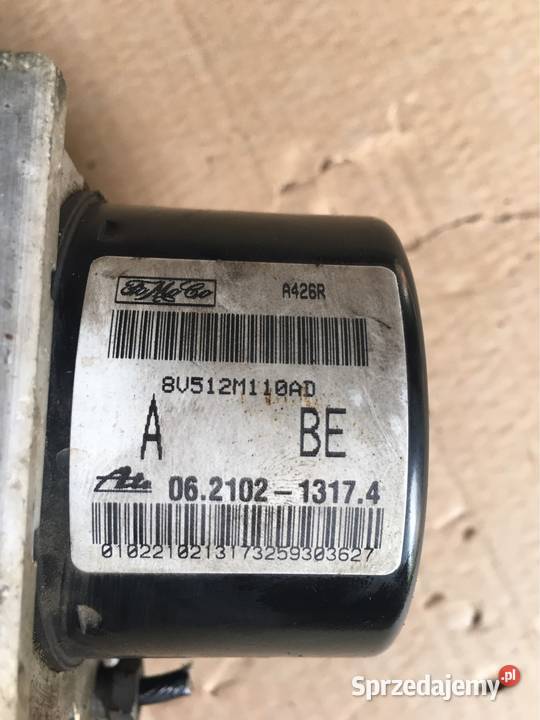 FoMoCo A426R
8V512M110AD
A BE
Ate 06.2102-1317.4
0102210213173259303627
Sprzedajemy.pl